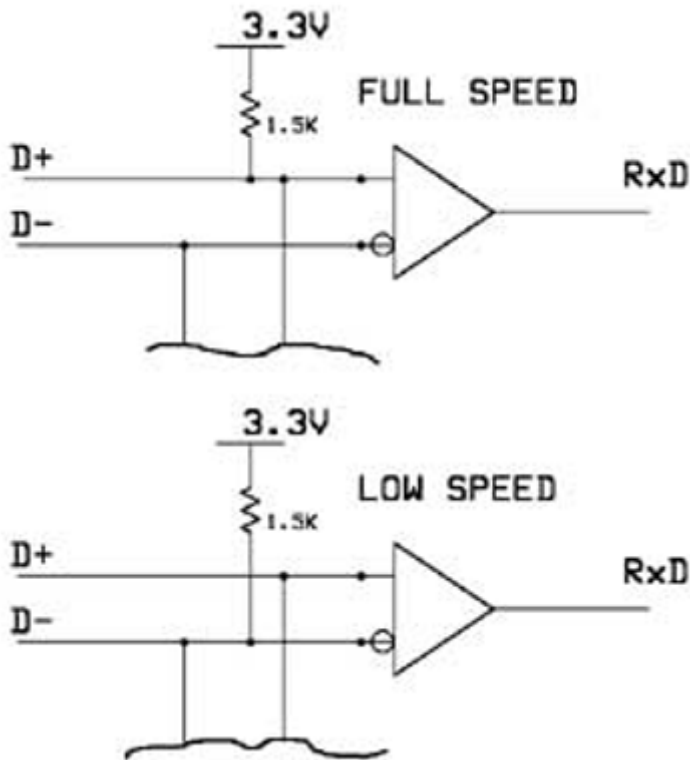 3.3V
FULL SPEED
1.5K
D+
RxD
D-
3.3V
LOW SPEED
1.5K
D+
RxD
D-